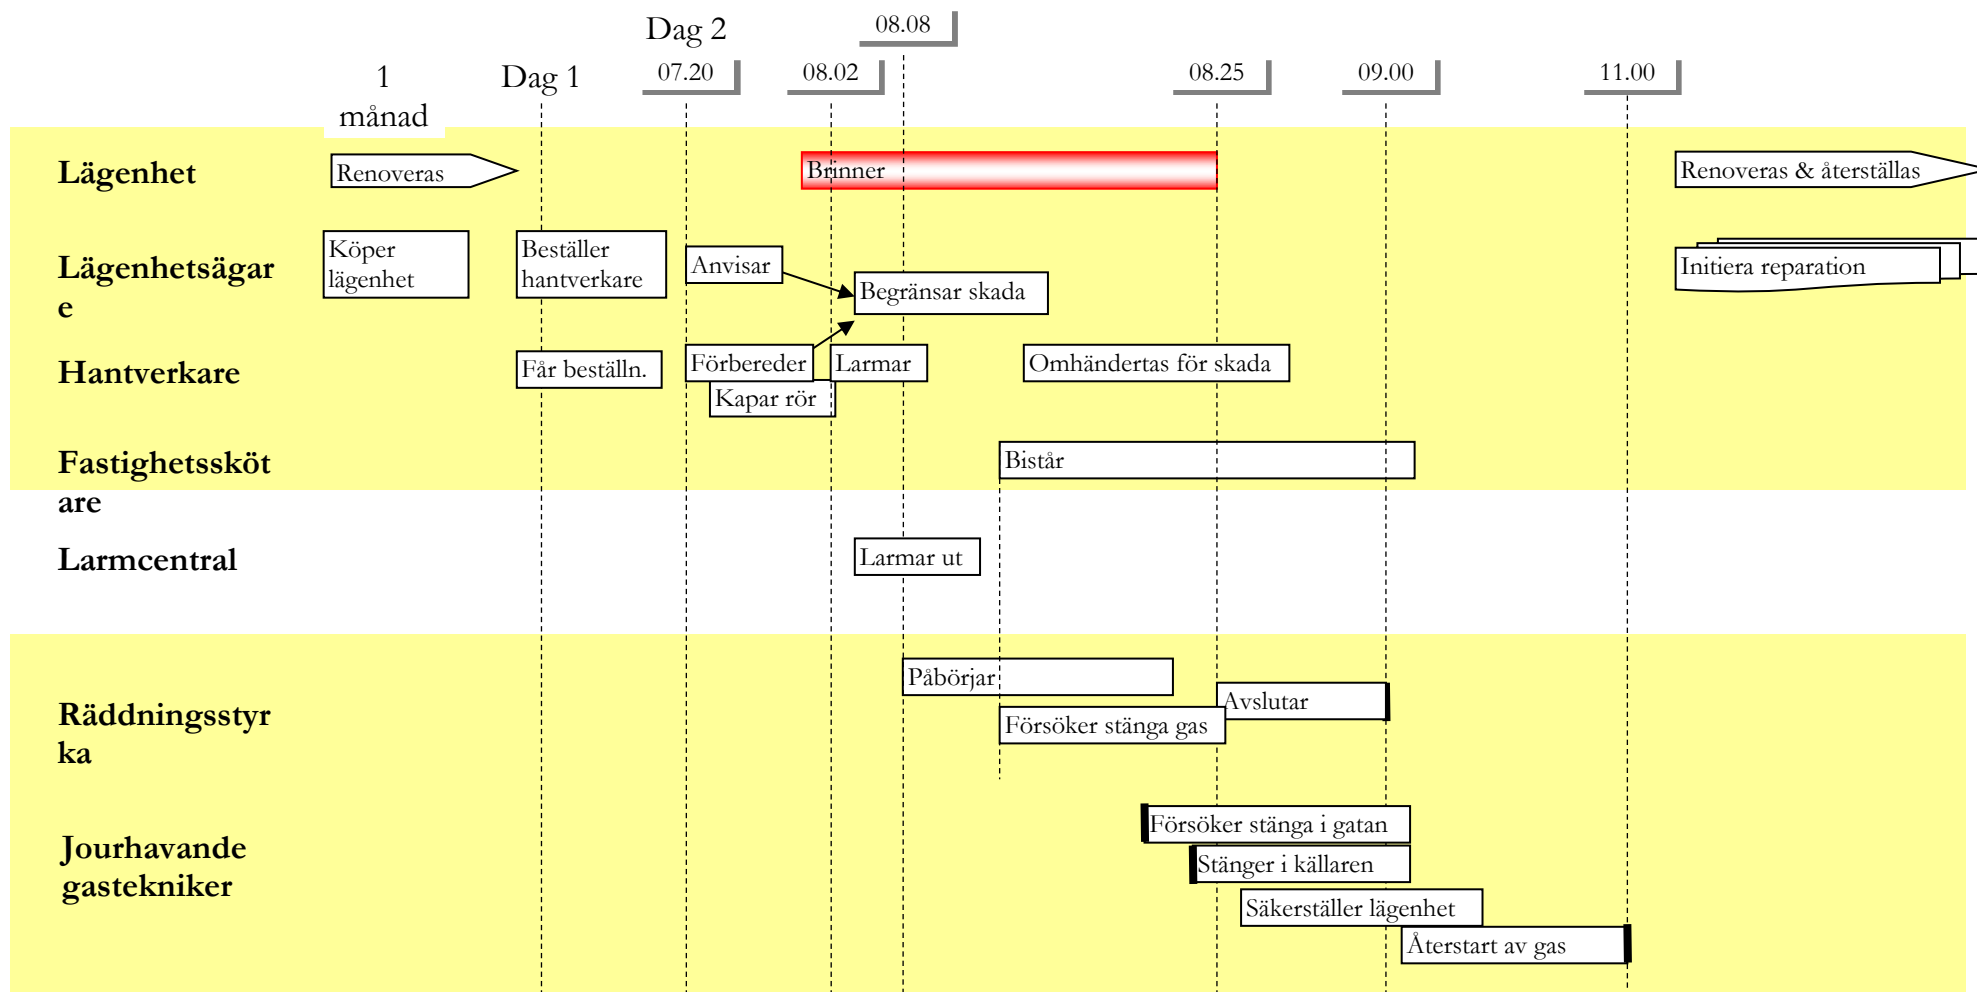 08.08
Dag 2
1
månad
Dag 1
07.20
08.02
08.25
09.00
11.00
Lägenhet
Renoveras
Brinner
Renoveras & återställas
Lägenhetsägar
e
Köper
lägenhet
Beställer
hantverkare
Anvisar
Begränsar skada
Initiera reparation
Hantverkare
Får beställn.
Förbereder
Larmar
Omhändertas för skada
Kapar rör
Fastighetssköt
are
Bistår
Larmcentral
Larmar ut
Räddningsstyr
ka
Påbörjar
Avslutar
Försöker stänga gas
Jourhavande
gastekniker
Försöker stänga i gatan
Stänger i källaren
Säkerställer lägenhet
Återstart av gas